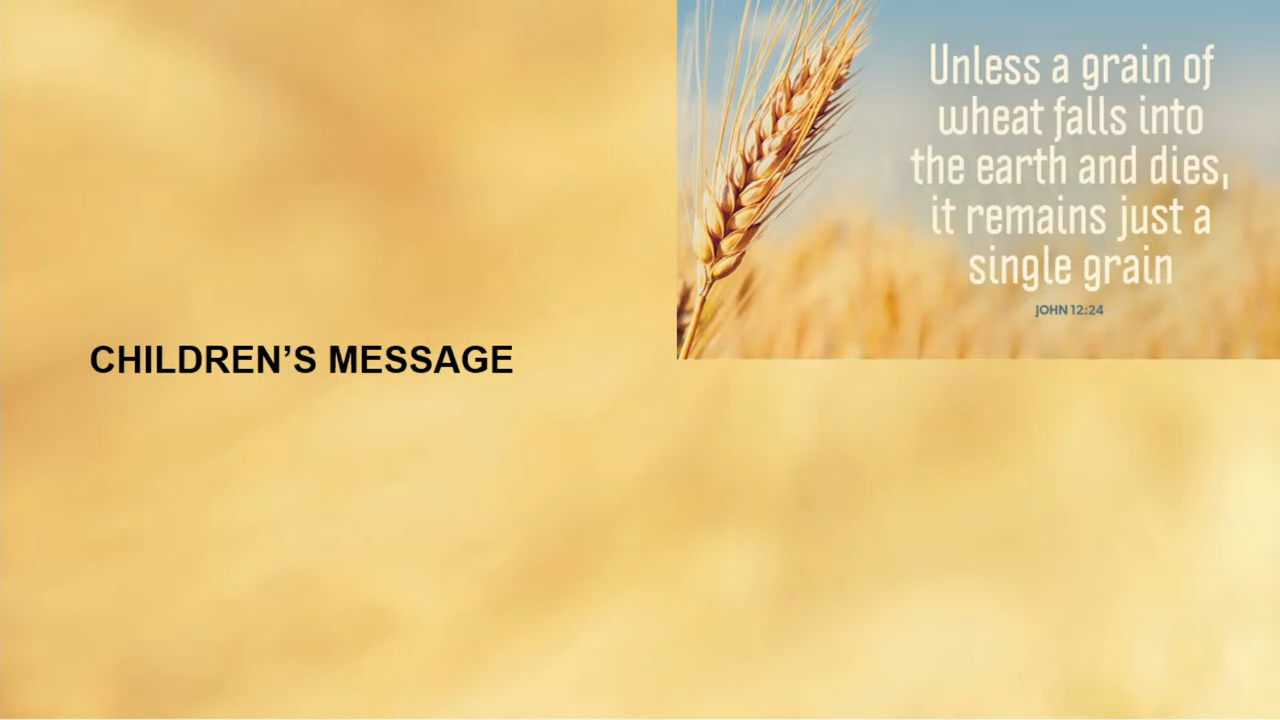 Unless a grain of
wheat falls into
the earth and dies,
it remains just a
single grain
JOHN 12:24
CHILDREN’S MESSAGE